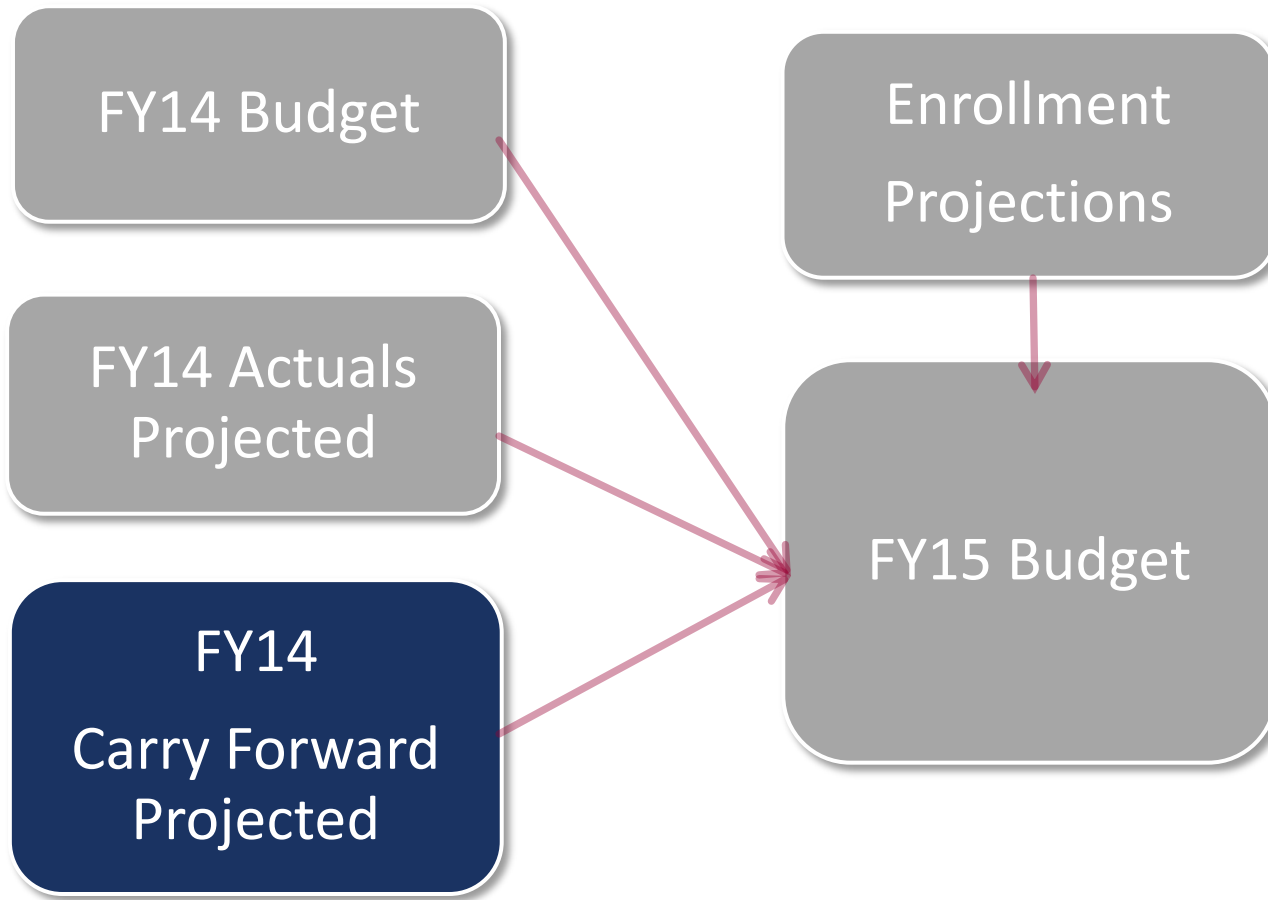 FY14 Budget
FY14 Actuals
Projected
FY14
Carry Forward
Projected
Enrollment
Projections
FY15 Budget